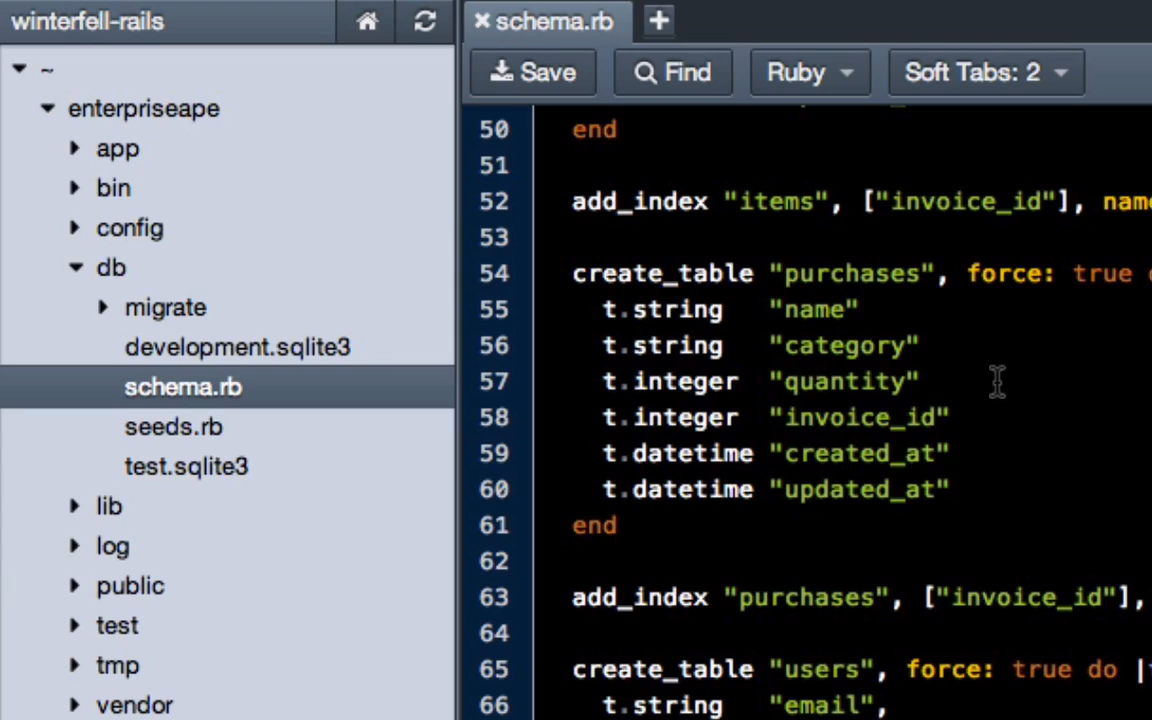 winterfell-rails
~
enterpriseape
app
bin
config
db
migrate
development.sqlite3
schema.rb
seeds.rb
test.sqlite3
lib
log
public
test
tmp
vendor
schema.rb
Save Find Ruby Soft Tabs: 2
50 end
51
52 add_index "items", ["invoice_id"], name
53
54 create_table "purchases", force: true
55 t.string "name"
56 t.string "category"
57 t.integer "quantity"
58 t.integer "invoice_id"
59 t.datetime "created_at"
60 t.datetime "updated_at"
61 end
62
63 add_index "purchases", ["invoice_id"],
64
65 create_table "users", force: true do |
66 t.string "email",